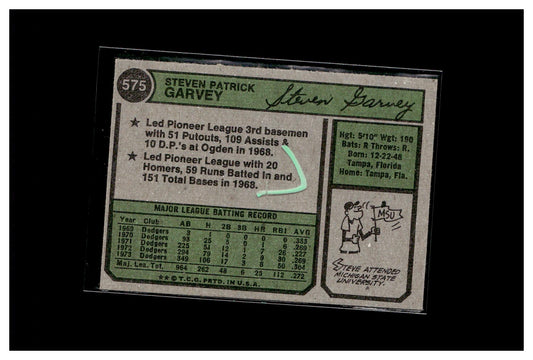 575
STEVEN PATRICK
GARVEY
Steven Garvey
★ Led Pioneer League 3rd basemen
with 51 Putouts, 109 Assists &
10 D.P.'s at Ogden in 1968.
★ Led Pioneer League with 20
Homers, 59 Runs Batted In and
151 Total Bases in 1968.
Hgt: 5'10" Wgt: 190
Bats: R Throws: R.
Born: 12-22-48
Tampa, Florida
Home: Tampa, Fla.
MAJOR LEAGUE BATTING RECORD
Year Club AB H 2B 3B HR RBI AVG
1969 Dodgers 3 1 0 0 0 0 .333
1970 Dodgers 93 25 5 0 1 6 .269
1971 Dodgers 225 51 12 1 7 26 .227
1972 Dodgers 294 79 14 2 9 30 .269
1973 Dodgers 349 106 17 3 8 50 .304
Maj. Lea. Tot. 964 262 48 6 25 112 .272
★★ © T.C.G. PRTD. IN U.S.A.
MSU
STEVE ATTENDED
MICHIGAN STATE
UNIVERSITY.